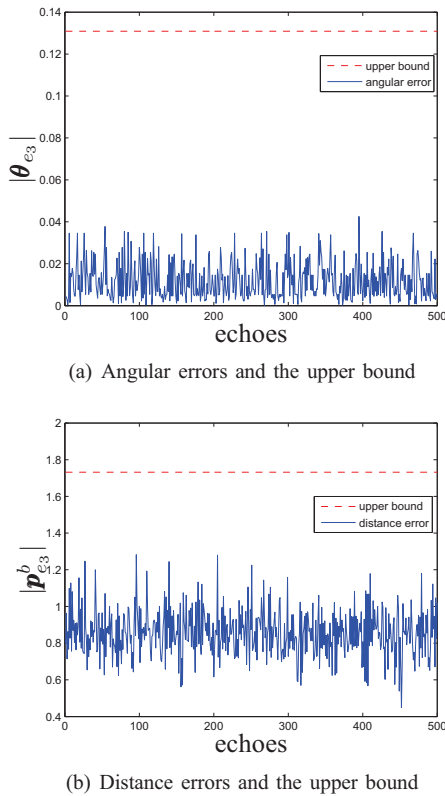 0.14
0.12
0.1
0.08
0.06
0.04
0.02
0
|θe3|
upper bound
angular error
0 100 200 300 400 500
echoes
(a) Angular errors and the upper bound
2
1.8
1.6
1.4
1.2
1
0.8
0.6
0.4
|p^b_e3|
upper bound
distance error
0 100 200 300 400 500
echoes
(b) Distance errors and the upper bound